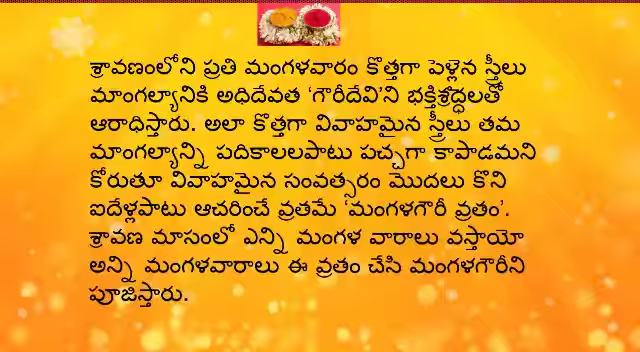 శ్రావణంలోని ప్రతి మంగళవారం కొత్తగా పెళ్లైన స్త్రీలు
మాంగల్యానికి అధిదేవత ‘గౌరీదేవి’ని భక్తిశ్రద్ధలతో
ఆరాధిస్తారు. అలా కొత్తగా వివాహమైన స్త్రీలు తమ
మాంగల్యాన్ని పదికాలలపాటు పచ్చగా కాపాడమని
కోరుతూ వివాహమైన సంవత్సరం మొదలు కొని
ఐదేళ్లపాటు ఆచరించే వ్రతమే ‘మంగళగౌరీ వ్రతం’.
శ్రావణ మాసంలో ఎన్ని మంగళ వారాలు వస్తాయో
అన్ని మంగళవారాలు ఈ వ్రతం చేసి మంగళగౌరీని
పూజిస్తారు.